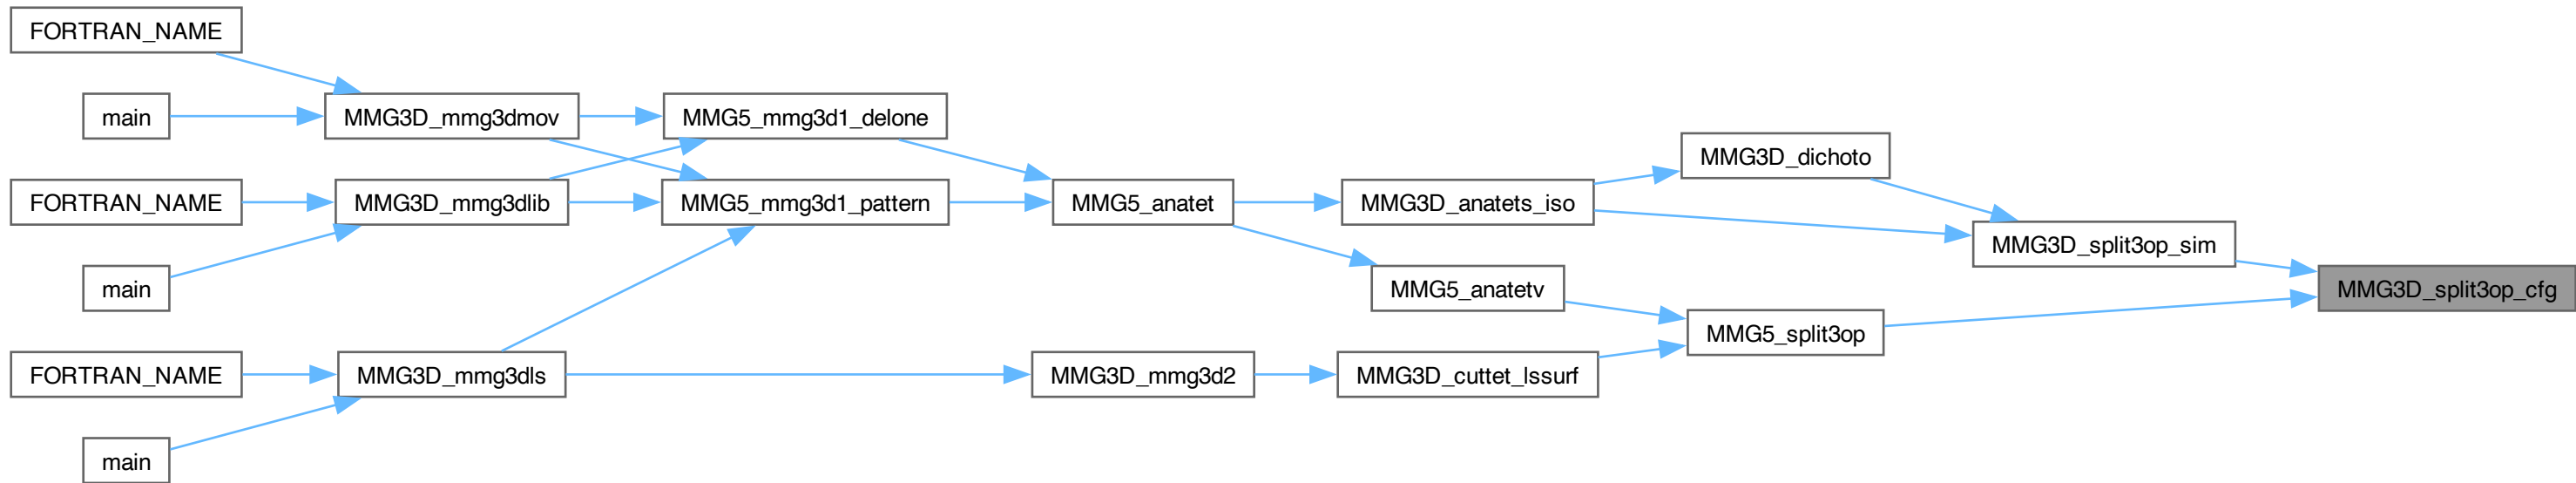 FORTRAN_NAME
main
MMG3D_mmg3dmov
MMG5_mmg3d1_delone
MMG3D_dichoto
FORTRAN_NAME
MMG3D_mmg3dlib
MMG5_mmg3d1_pattern
MMG5_anatet
MMG3D_anatets_iso
MMG3D_split3op_sim
main
MMG5_anatetv
MMG3D_split3op_cfg
MMG5_split3op
FORTRAN_NAME
MMG3D_mmg3dls
MMG3D_mmg3d2
MMG3D_cuttet_lssurf
main